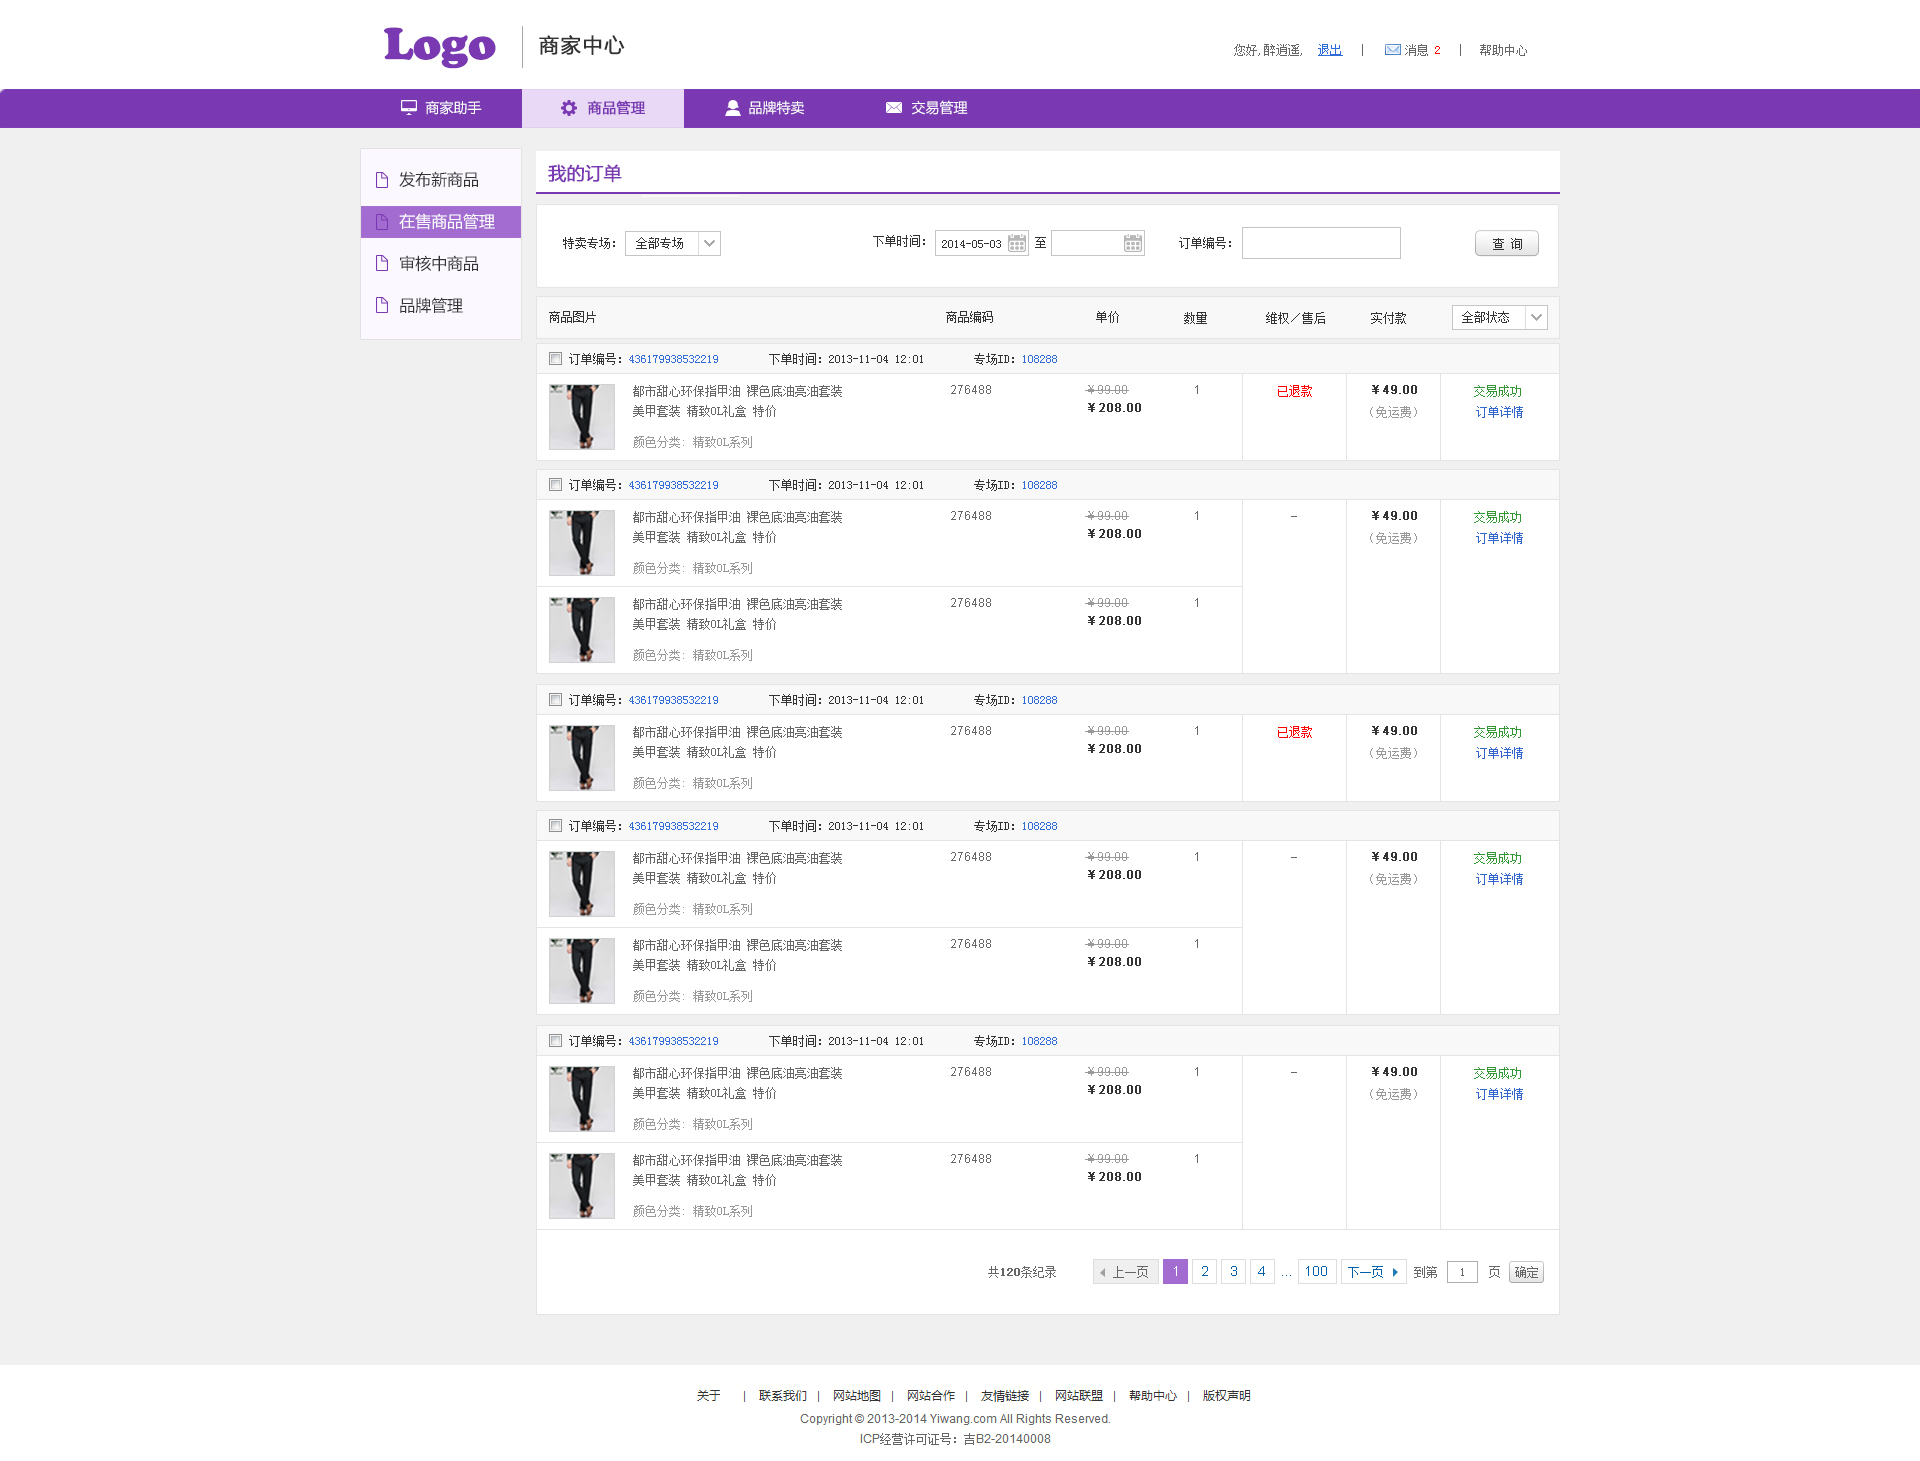 Logo 商家中心
您好,醉逍遥, 退出 | 消息 2 | 帮助中心
商家助手 商品管理 品牌特卖 交易管理
发布新商品
在售商品管理
审核中商品
品牌管理
我的订单
特卖专场： 全部专场 下单时间： 2014-05-03 至 订单编号： 查 询
商品图片 商品编码 单价 数量 维权／售后 实付款 全部状态
订单编号：436179938532219 下单时间：2013-11-04 12:01 专场ID：108288
都市甜心环保指甲油 裸色底油亮油套装 276488 ¥99.00 1 已退款 ¥49.00 交易成功
美甲套装 精致OL礼盒 特价 ¥208.00 （免运费） 订单详情
颜色分类：精致OL系列
订单编号：436179938532219 下单时间：2013-11-04 12:01 专场ID：108288
都市甜心环保指甲油 裸色底油亮油套装 276488 ¥99.00 1 – ¥49.00 交易成功
美甲套装 精致OL礼盒 特价 ¥208.00 （免运费） 订单详情
颜色分类：精致OL系列
都市甜心环保指甲油 裸色底油亮油套装 276488 ¥99.00 1
美甲套装 精致OL礼盒 特价 ¥208.00
颜色分类：精致OL系列
订单编号：436179938532219 下单时间：2013-11-04 12:01 专场ID：108288
都市甜心环保指甲油 裸色底油亮油套装 276488 ¥99.00 1 已退款 ¥49.00 交易成功
美甲套装 精致OL礼盒 特价 ¥208.00 （免运费） 订单详情
颜色分类：精致OL系列
订单编号：436179938532219 下单时间：2013-11-04 12:01 专场ID：108288
都市甜心环保指甲油 裸色底油亮油套装 276488 ¥99.00 1 – ¥49.00 交易成功
美甲套装 精致OL礼盒 特价 ¥208.00 （免运费） 订单详情
颜色分类：精致OL系列
都市甜心环保指甲油 裸色底油亮油套装 276488 ¥99.00 1
美甲套装 精致OL礼盒 特价 ¥208.00
颜色分类：精致OL系列
订单编号：436179938532219 下单时间：2013-11-04 12:01 专场ID：108288
都市甜心环保指甲油 裸色底油亮油套装 276488 ¥99.00 1 – ¥49.00 交易成功
美甲套装 精致OL礼盒 特价 ¥208.00 （免运费） 订单详情
颜色分类：精致OL系列
都市甜心环保指甲油 裸色底油亮油套装 276488 ¥99.00 1
美甲套装 精致OL礼盒 特价 ¥208.00
颜色分类：精致OL系列
共120条纪录 上一页 1 2 3 4 ... 100 下一页 到第 1 页 确定
关于 | 联系我们 | 网站地图 | 网站合作 | 友情链接 | 网站联盟 | 帮助中心 | 版权声明
Copyright © 2013-2014 Yiwang.com All Rights Reserved.
ICP经营许可证号：吉B2-20140008